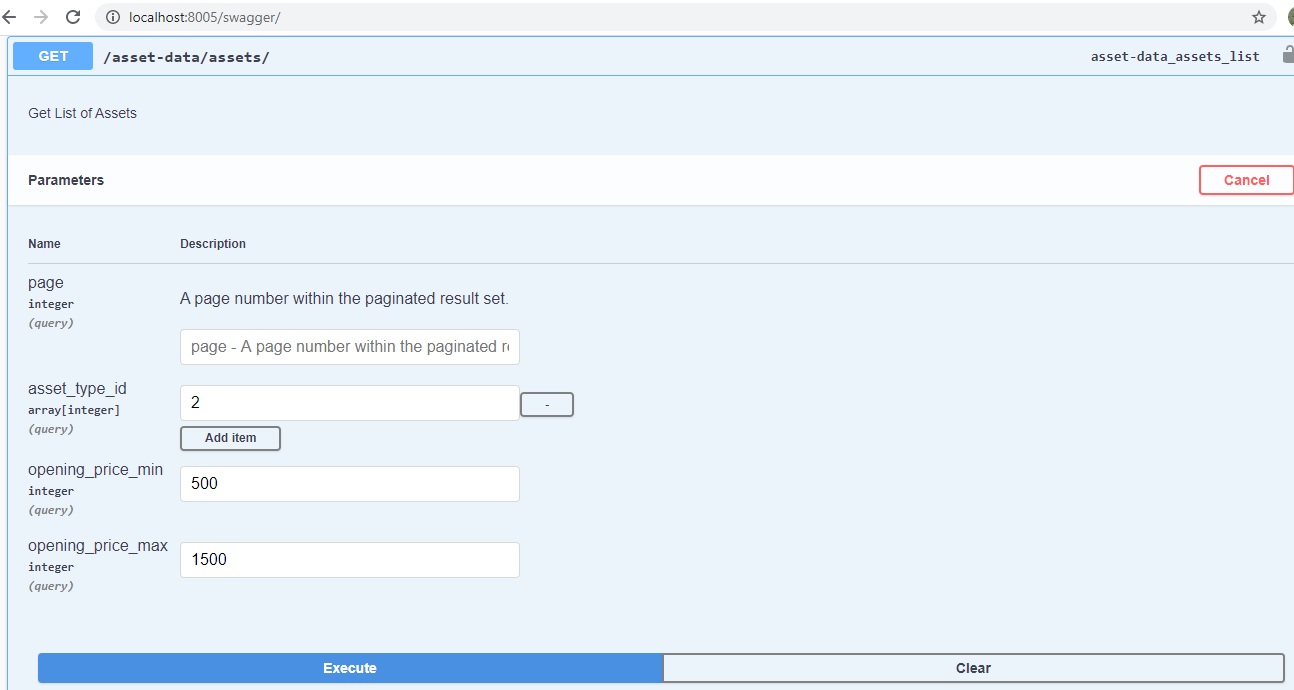 localhost:8005/swagger/
GET /asset-data/assets/ asset-data_assets_list
Get List of Assets
Parameters Cancel
Name Description
page
integer
(query)
A page number within the paginated result set.
page - A page number within the paginated re
asset_type_id
array[integer]
(query)
2 -
Add item
opening_price_min
integer
(query)
500
opening_price_max
integer
(query)
1500
Execute Clear